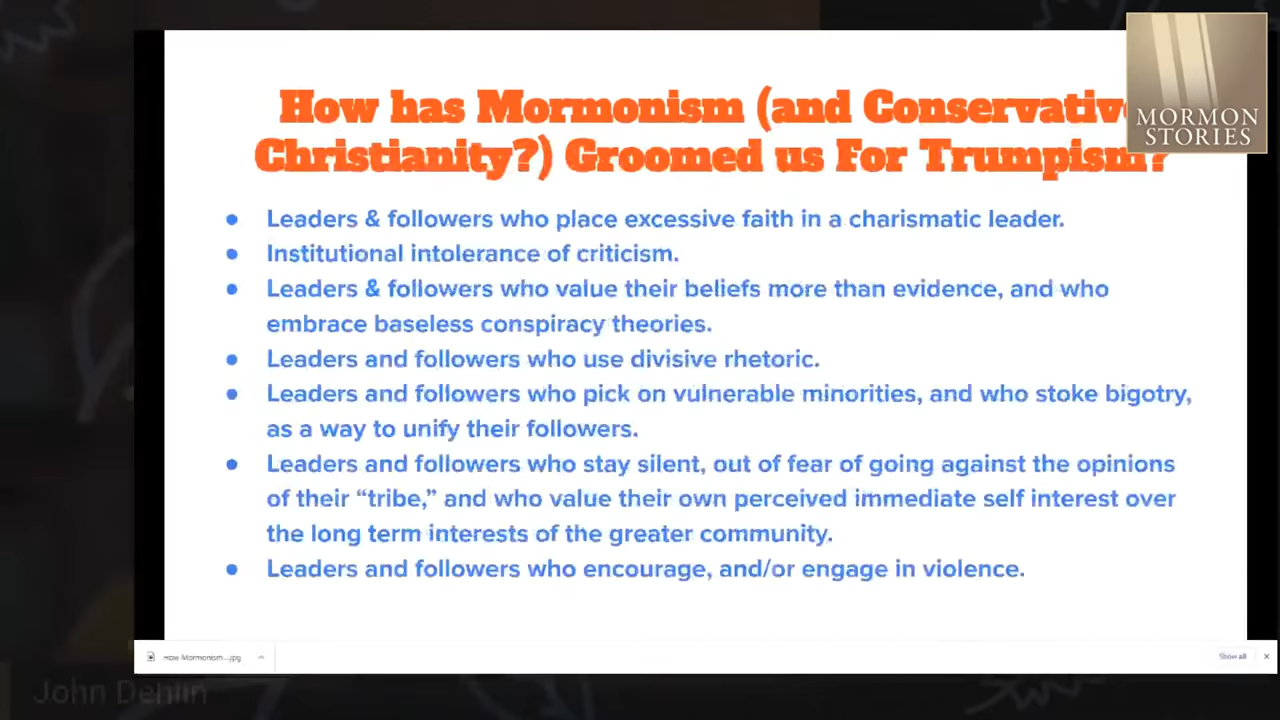 How has Mormonism (and Conservative
Christianity?) Groomed us For Trumpism?
MORMON
STORIES
● Leaders & followers who place excessive faith in a charismatic leader.
● Institutional intolerance of criticism.
● Leaders & followers who value their beliefs more than evidence, and who
embrace baseless conspiracy theories.
● Leaders and followers who use divisive rhetoric.
● Leaders and followers who pick on vulnerable minorities, and who stoke bigotry,
as a way to unify their followers.
● Leaders and followers who stay silent, out of fear of going against the opinions
of their “tribe,” and who value their own perceived immediate self interest over
the long term interests of the greater community.
● Leaders and followers who encourage, and/or engage in violence.
How Mormonism....jpg
Show all
John Dehlin